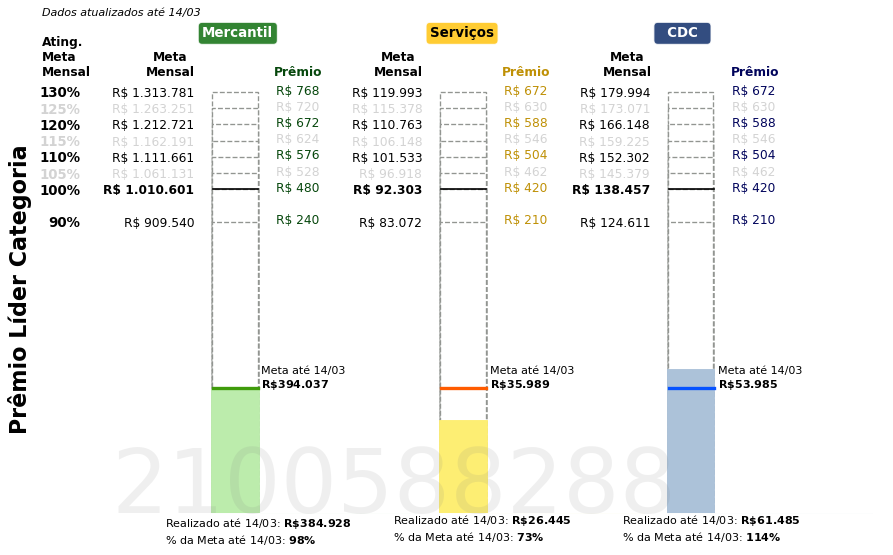 Dados atualizados até 14/03
Mercantil Serviços CDC
Ating. Meta Mensal Meta Mensal Prêmio Meta Mensal Prêmio Meta Mensal Prêmio
130% R$ 1.313.781 R$ 768 R$ 119.993 R$ 672 R$ 179.994 R$ 672
125% R$ 1.263.251 R$ 720 R$ 115.378 R$ 630 R$ 173.071 R$ 630
120% R$ 1.212.721 R$ 672 R$ 110.763 R$ 588 R$ 166.148 R$ 588
115% R$ 1.162.191 R$ 624 R$ 106.148 R$ 546 R$ 159.225 R$ 546
110% R$ 1.111.661 R$ 576 R$ 101.533 R$ 504 R$ 152.302 R$ 504
105% R$ 1.061.131 R$ 528 R$ 96.918 R$ 462 R$ 145.379 R$ 462
100% R$ 1.010.601 R$ 480 R$ 92.303 R$ 420 R$ 138.457 R$ 420
90% R$ 909.540 R$ 240 R$ 83.072 R$ 210 R$ 124.611 R$ 210
Prêmio Líder Categoria
Meta até 14/03 Meta até 14/03 Meta até 14/03
R$394.037 R$35.989 R$53.985
2100588288
Realizado até 14/03: R$384.928 Realizado até 14/03: R$26.445 Realizado até 14/03: R$61.485
% da Meta até 14/03: 98% % da Meta até 14/03: 73% % da Meta até 14/03: 114%